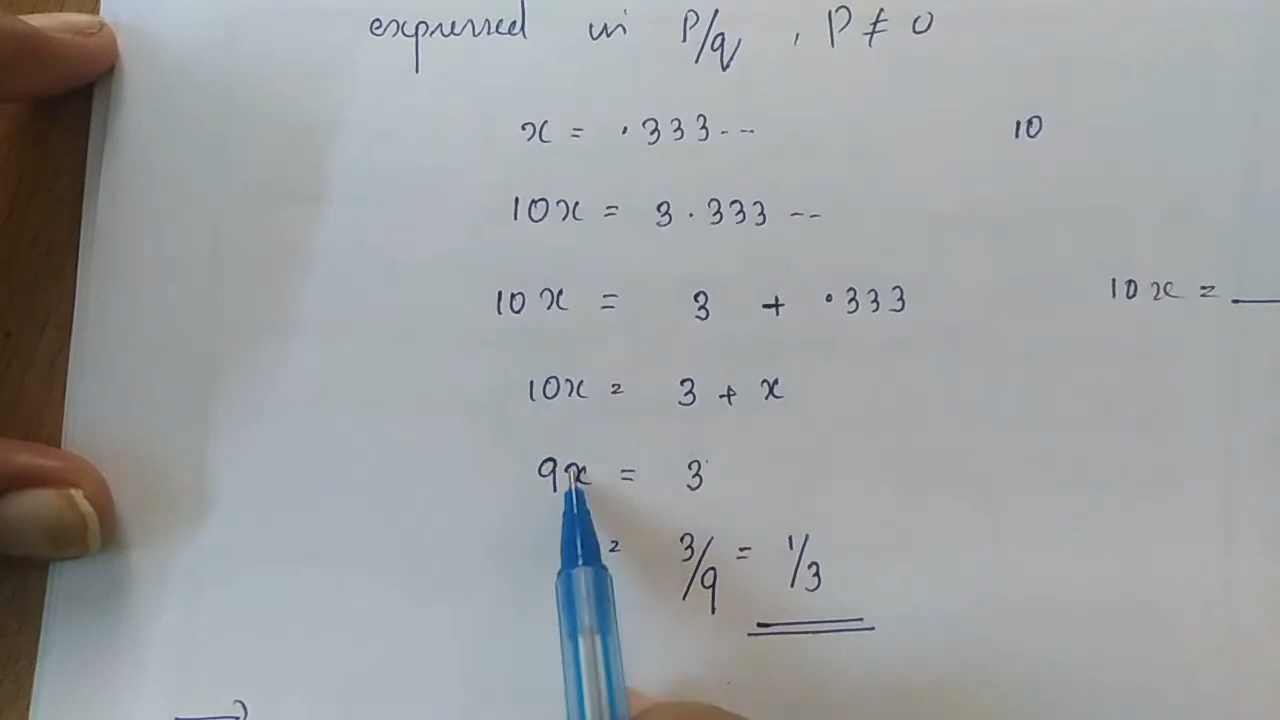 expressed in P/q , P ≠ 0
x = .333---
10
10x = 3.333 --
10x = 3 + .333
10x = __
10x = 3 + x
9x = 3
= 3/9 = 1/3